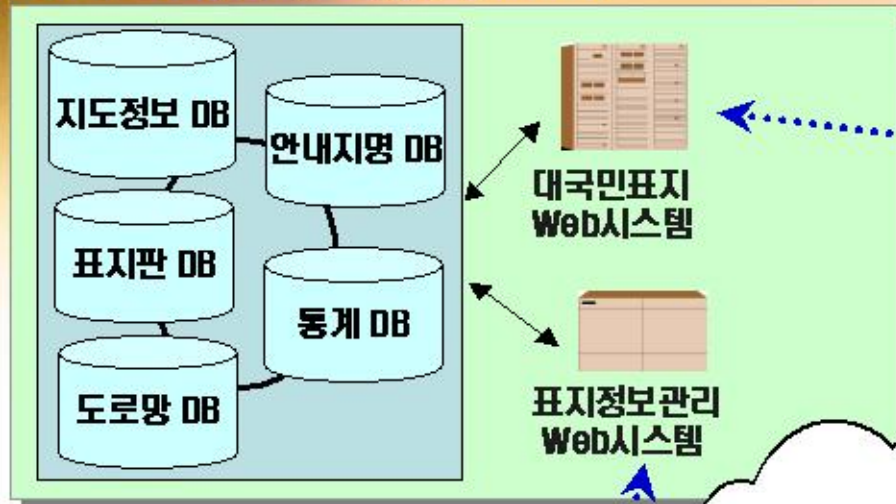 지도정보 DB
안내지명 DB
표지판 DB
통계 DB
도로망 DB
대국민표지
Web시스템
표지정보관리
Web시스템